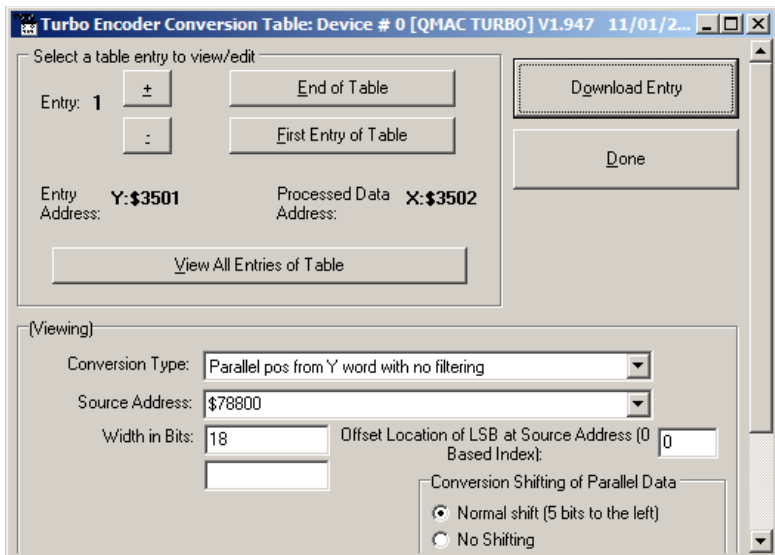 Turbo Encoder Conversion Table: Device # 0 [QMAC TURBO] V1.947 11/01/2...
Select a table entry to view/edit
Entry: 1
+
End of Table
-
First Entry of Table
Download Entry
Done
Entry Address: Y:$3501
Processed Data Address: X:$3502
View All Entries of Table
(Viewing)
Conversion Type: Parallel pos from Y word with no filtering
Source Address: $78800
Width in Bits: 18
Offset Location of LSB at Source Address (0
Based Index): 0
Conversion Shifting of Parallel Data
Normal shift (5 bits to the left)
No Shifting